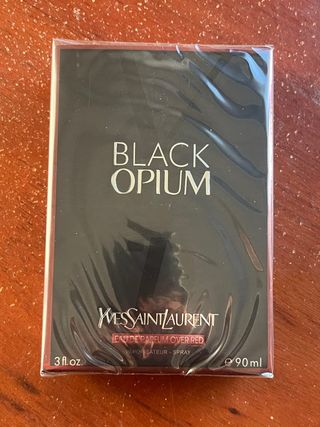 BLACK
OPIUM
YVESSAINTLAURENT
EAU DE PARFUM OVER RED
VAPORISATEUR - SPRAY
3 fl oz. ℮ 90 ml